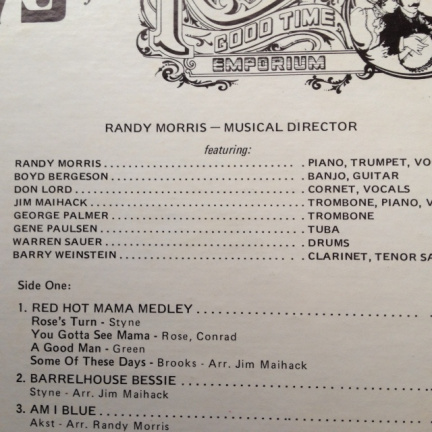 GOOD TIME
EMPORIUM
RANDY MORRIS — MUSICAL DIRECTOR
featuring:
RANDY MORRIS . . . . . . . . . . . . . . . . . . . . . . . . . PIANO, TRUMPET, VO
BOYD BERGESON . . . . . . . . . . . . . . . . . . . . . . . . BANJO, GUITAR
DON LORD . . . . . . . . . . . . . . . . . . . . . . . . . . . . . CORNET, VOCALS
JIM MAIHACK . . . . . . . . . . . . . . . . . . . . . . . . . . TROMBONE, PIANO, V
GEORGE PALMER . . . . . . . . . . . . . . . . . . . . . . . . TROMBONE
GENE PAULSEN . . . . . . . . . . . . . . . . . . . . . . . . . TUBA
WARREN SAUER . . . . . . . . . . . . . . . . . . . . . . . . . DRUMS
BARRY WEINSTEIN . . . . . . . . . . . . . . . . . . . . . . . CLARINET, TENOR SA
Side One:
1. RED HOT MAMA MEDLEY . . . . . . . . . . . . . . . . . . . . .
Rose's Turn - Styne
You Gotta See Mama - Rose, Conrad
A Good Man - Green
Some Of These Days - Brooks - Arr. Jim Maihack
2. BARRELHOUSE BESSIE . . . . . . . . . . . . . . . . . . . . . . .
Styne - Arr. Jim Maihack
3. AM I BLUE . . . . . . . . . . . . . . . . . . . . . . . . . . . . . . . .
Akst - Arr. Randy Morris